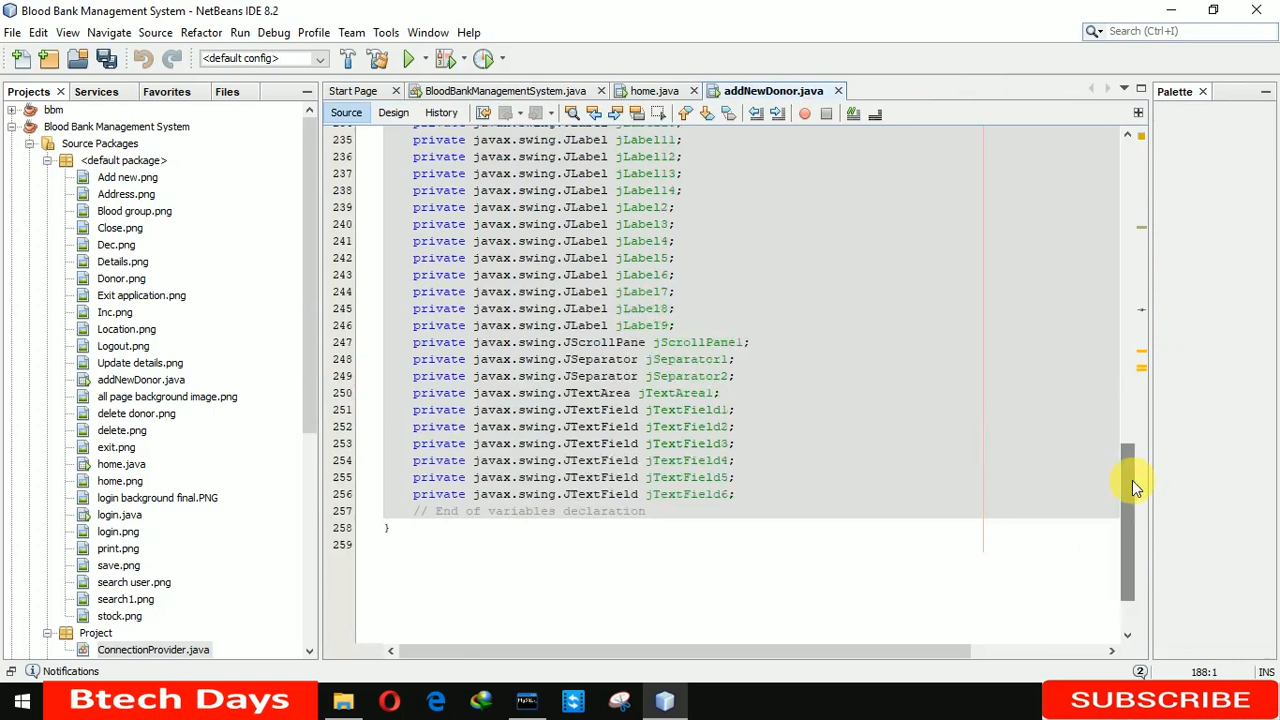 Blood Bank Management System - NetBeans IDE 8.2
File Edit View Navigate Source Refactor Run Debug Profile Team Tools Window Help
Search (Ctrl+I)
<default config>
Projects Services Favorites Files
Start Page BloodBankManagementSystem.java home.java addNewDonor.java
Palette
Source Design History
bbm
Blood Bank Management System
Source Packages
<default package>
Add new.png
Address.png
Blood group.png
Close.png
Dec.png
Details.png
Donor.png
Exit application.png
Inc.png
Location.png
Logout.png
Update details.png
addNewDonor.java
all page background image.png
delete donor.png
delete.png
exit.png
home.java
home.png
login background final.PNG
login.java
login.png
print.png
save.png
search user.png
search1.png
stock.png
Project
ConnectionProvider.java
235 private javax.swing.JLabel jLabel11;
236 private javax.swing.JLabel jLabel12;
237 private javax.swing.JLabel jLabel13;
238 private javax.swing.JLabel jLabel14;
239 private javax.swing.JLabel jLabel2;
240 private javax.swing.JLabel jLabel3;
241 private javax.swing.JLabel jLabel4;
242 private javax.swing.JLabel jLabel5;
243 private javax.swing.JLabel jLabel6;
244 private javax.swing.JLabel jLabel7;
245 private javax.swing.JLabel jLabel8;
246 private javax.swing.JLabel jLabel9;
247 private javax.swing.JScrollPane jScrollPane1;
248 private javax.swing.JSeparator jSeparator1;
249 private javax.swing.JSeparator jSeparator2;
250 private javax.swing.JTextArea jTextArea1;
251 private javax.swing.JTextField jTextField1;
252 private javax.swing.JTextField jTextField2;
253 private javax.swing.JTextField jTextField3;
254 private javax.swing.JTextField jTextField4;
255 private javax.swing.JTextField jTextField5;
256 private javax.swing.JTextField jTextField6;
257 // End of variables declaration
258 }
259
Notifications
2
188:1 INS
Btech Days
MySQL
SUBSCRIBE